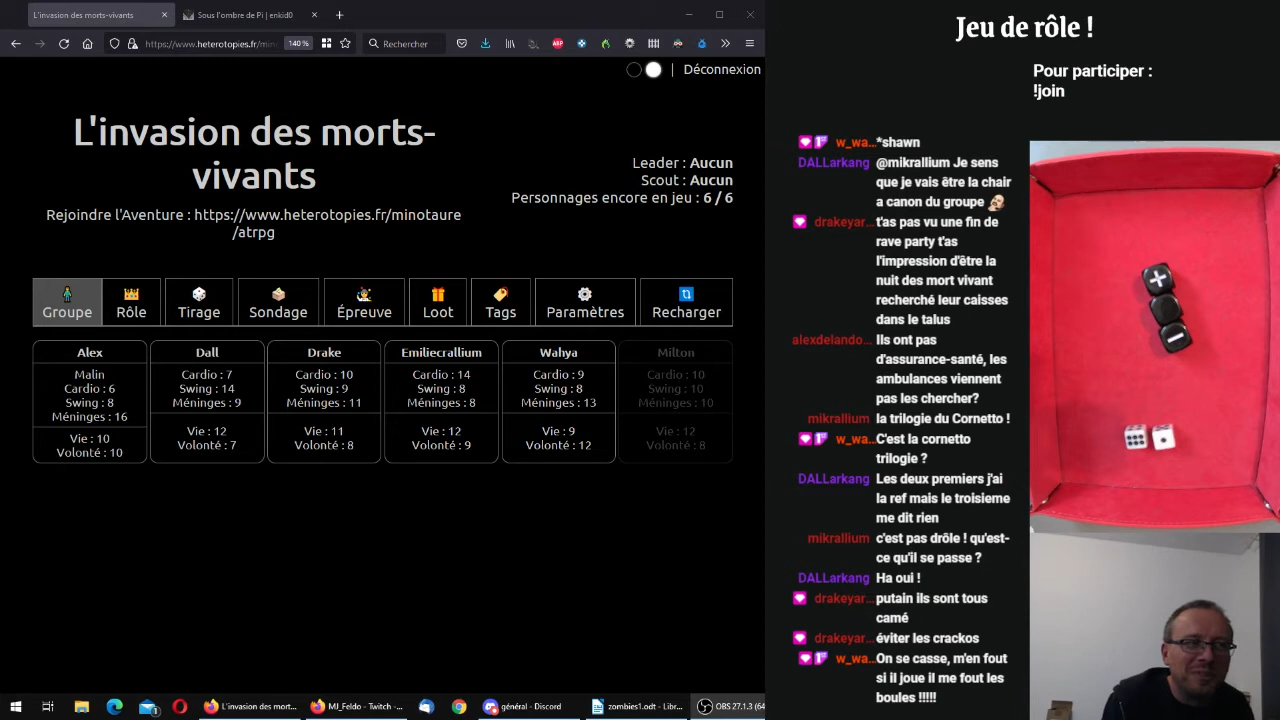 L'invasion des morts-vivants
Sous l'ombre de Pi | enkid0
https://www.heterotopies.fr/mino
140 %
Rechercher
ABP
Déconnexion
L'invasion des morts-
vivants
Rejoindre l'Aventure : https://www.heterotopies.fr/minotaure
/atrpg
Leader : Aucun
Scout : Aucun
Personnages encore en jeu : 6 / 6
Groupe
Rôle
Tirage
Sondage
Épreuve
Loot
Tags
Paramètres
Recharger
Alex
Malin
Cardio : 6
Swing : 8
Méninges : 16
Vie : 10
Volonté : 10
Dall
Cardio : 7
Swing : 14
Méninges : 9
Vie : 12
Volonté : 7
Drake
Cardio : 10
Swing : 9
Méninges : 11
Vie : 11
Volonté : 8
Emiliecrallium
Cardio : 14
Swing : 8
Méninges : 8
Vie : 12
Volonté : 9
Wahya
Cardio : 9
Swing : 8
Méninges : 13
Vie : 9
Volonté : 12
Milton
Cardio : 10
Swing : 10
Méninges : 10
Vie : 12
Volonté : 8
L'invasion des mort...
MJ_Feldo - Twitch -...
général - Discord
zombies1.odt - Libr...
OBS 27.1.3 (64
Jeu de rôle !
Pour participer :
!join
w_wa... *shawn
DALLarkang @mikrallium Je sens
que je vais être la chair
a canon du groupe
drakeyar... t'as pas vu une fin de
rave party t'as
l'impression d'être la
nuit des mort vivant
recherché leur caisses
dans le talus
alexdelando... Ils ont pas
d'assurance-santé, les
ambulances viennent
pas les chercher?
mikrallium la trilogie du Cornetto !
w_wa... C'est la cornetto
trilogie ?
DALLarkang Les deux premiers j'ai
la ref mais le troisieme
me dit rien
mikrallium c'est pas drôle ! qu'est-
ce qu'il se passe ?
DALLarkang Ha oui !
drakeyar... putain ils sont tous
camé
drakeyar... éviter les crackos
w_wa... On se casse, m'en fout
si il joue il me fout les
boules !!!!!